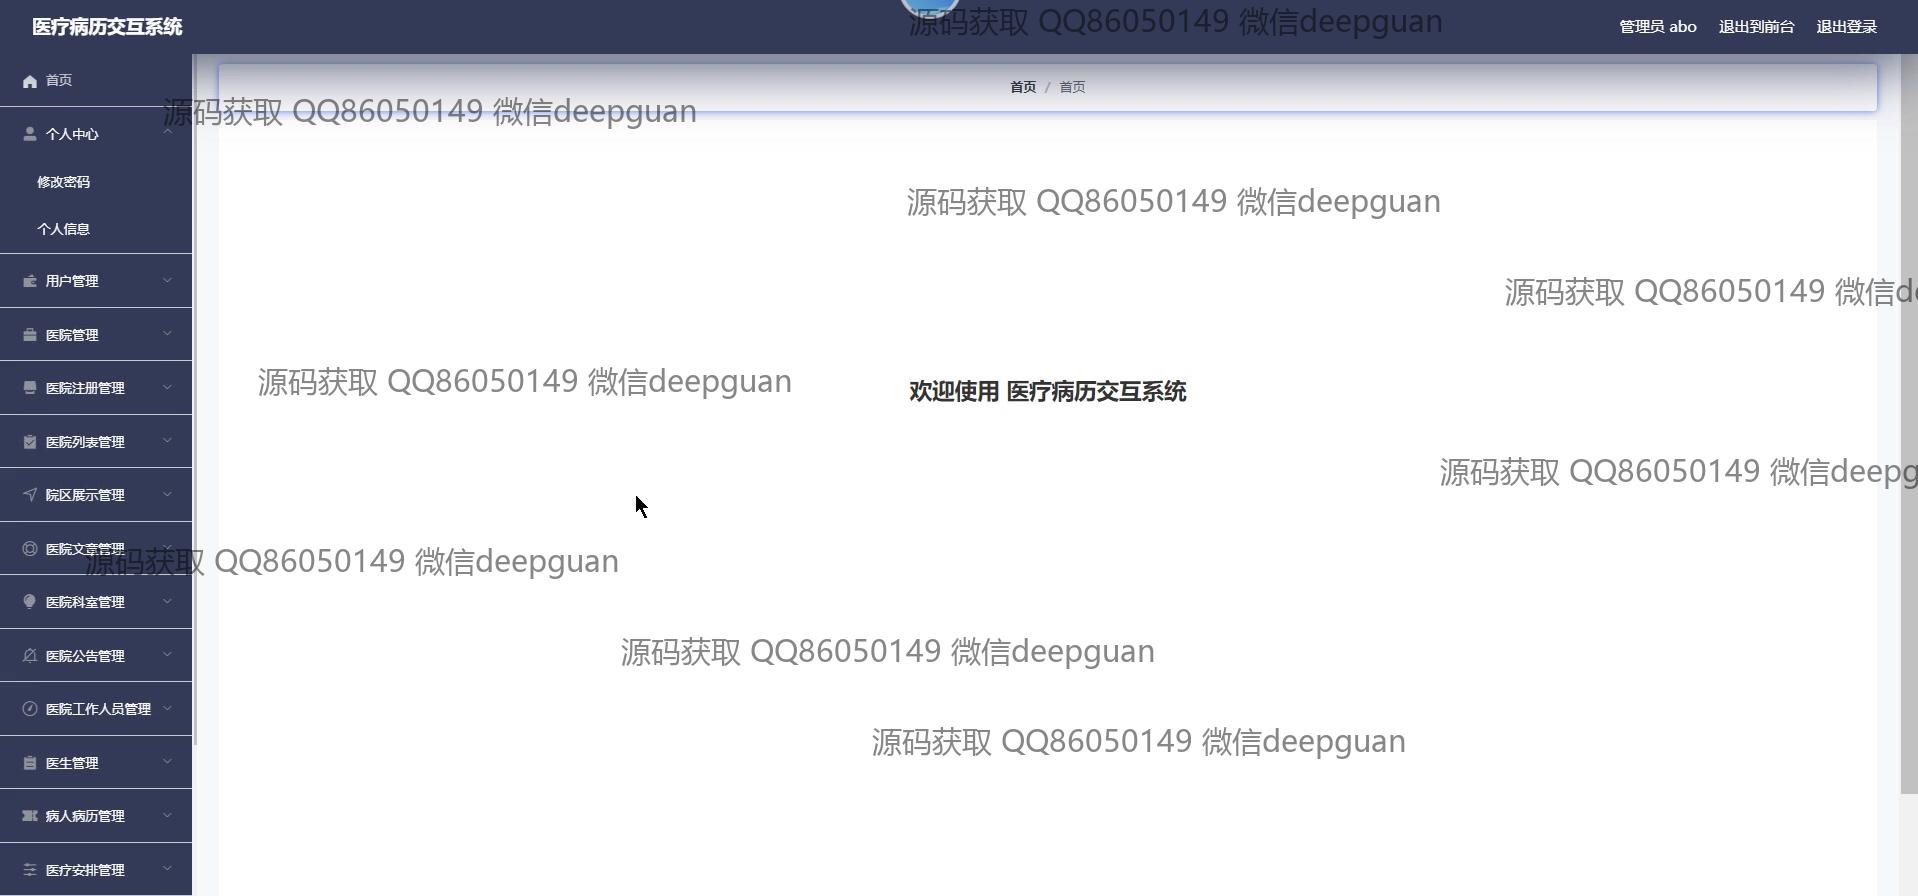 医疗病历交互系统
源码获取 QQ86050149 微信deepguan
管理员 abo 退出到前台 退出登录
首页
首页 / 首页
源码获取 QQ86050149 微信deepguan
个人中心
修改密码
源码获取 QQ86050149 微信deepguan
个人信息
用户管理
源码获取 QQ86050149 微信d
医院管理
医院注册管理
源码获取 QQ86050149 微信deepguan
欢迎使用 医疗病历交互系统
医院列表管理
源码获取 QQ86050149 微信deepg
院区展示管理
医院文章管理
源码获取 QQ86050149 微信deepguan
医院科室管理
医院公告管理
源码获取 QQ86050149 微信deepguan
医院工作人员管理
源码获取 QQ86050149 微信deepguan
医生管理
病人病历管理
医疗安排管理